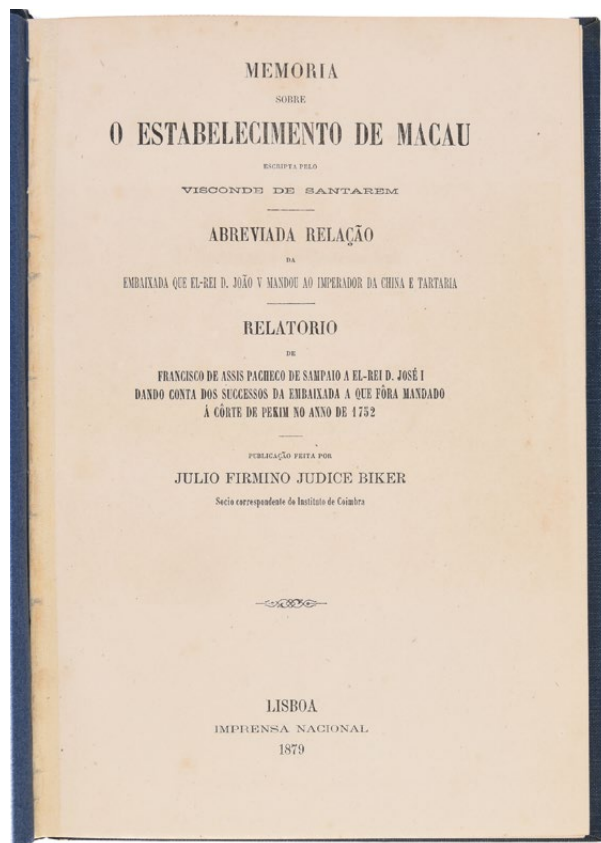 MEMORIA
SOBRE
O ESTABELECIMENTO DE MACAU
ESCRIPTA PELO
VISCONDE DE SANTAREM
ABREVIADA RELAÇÃO
DA
EMBAIXADA QUE EL-REI D. JOÃO V MANDOU AO IMPERADOR DA CHINA E TARTARIA
RELATORIO
DE
FRANCISCO DE ASSIS PACHECO DE SAMPAIO A EL-REI D. JOSÉ I
DANDO CONTA DOS SUCCESSOS DA EMBAIXADA A QUE FÔRA MANDADO
Á CÔRTE DE PEKIM NO ANNO DE 1752
PUBLICAÇÃO FEITA POR
JULIO FIRMINO JUDICE BIKER
Socio correspondente do Instituto de Coimbra
LISBOA
IMPRENSA NACIONAL
1879